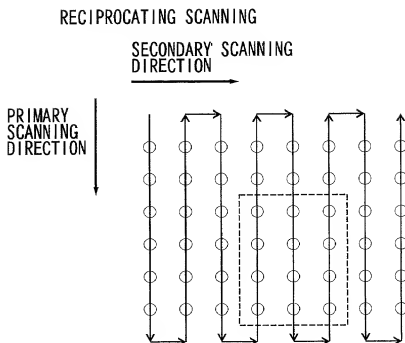 RECIPROCATING SCANNING
SECONDARY SCANNING
DIRECTION
PRIMARY
SCANNING
DIRECTION